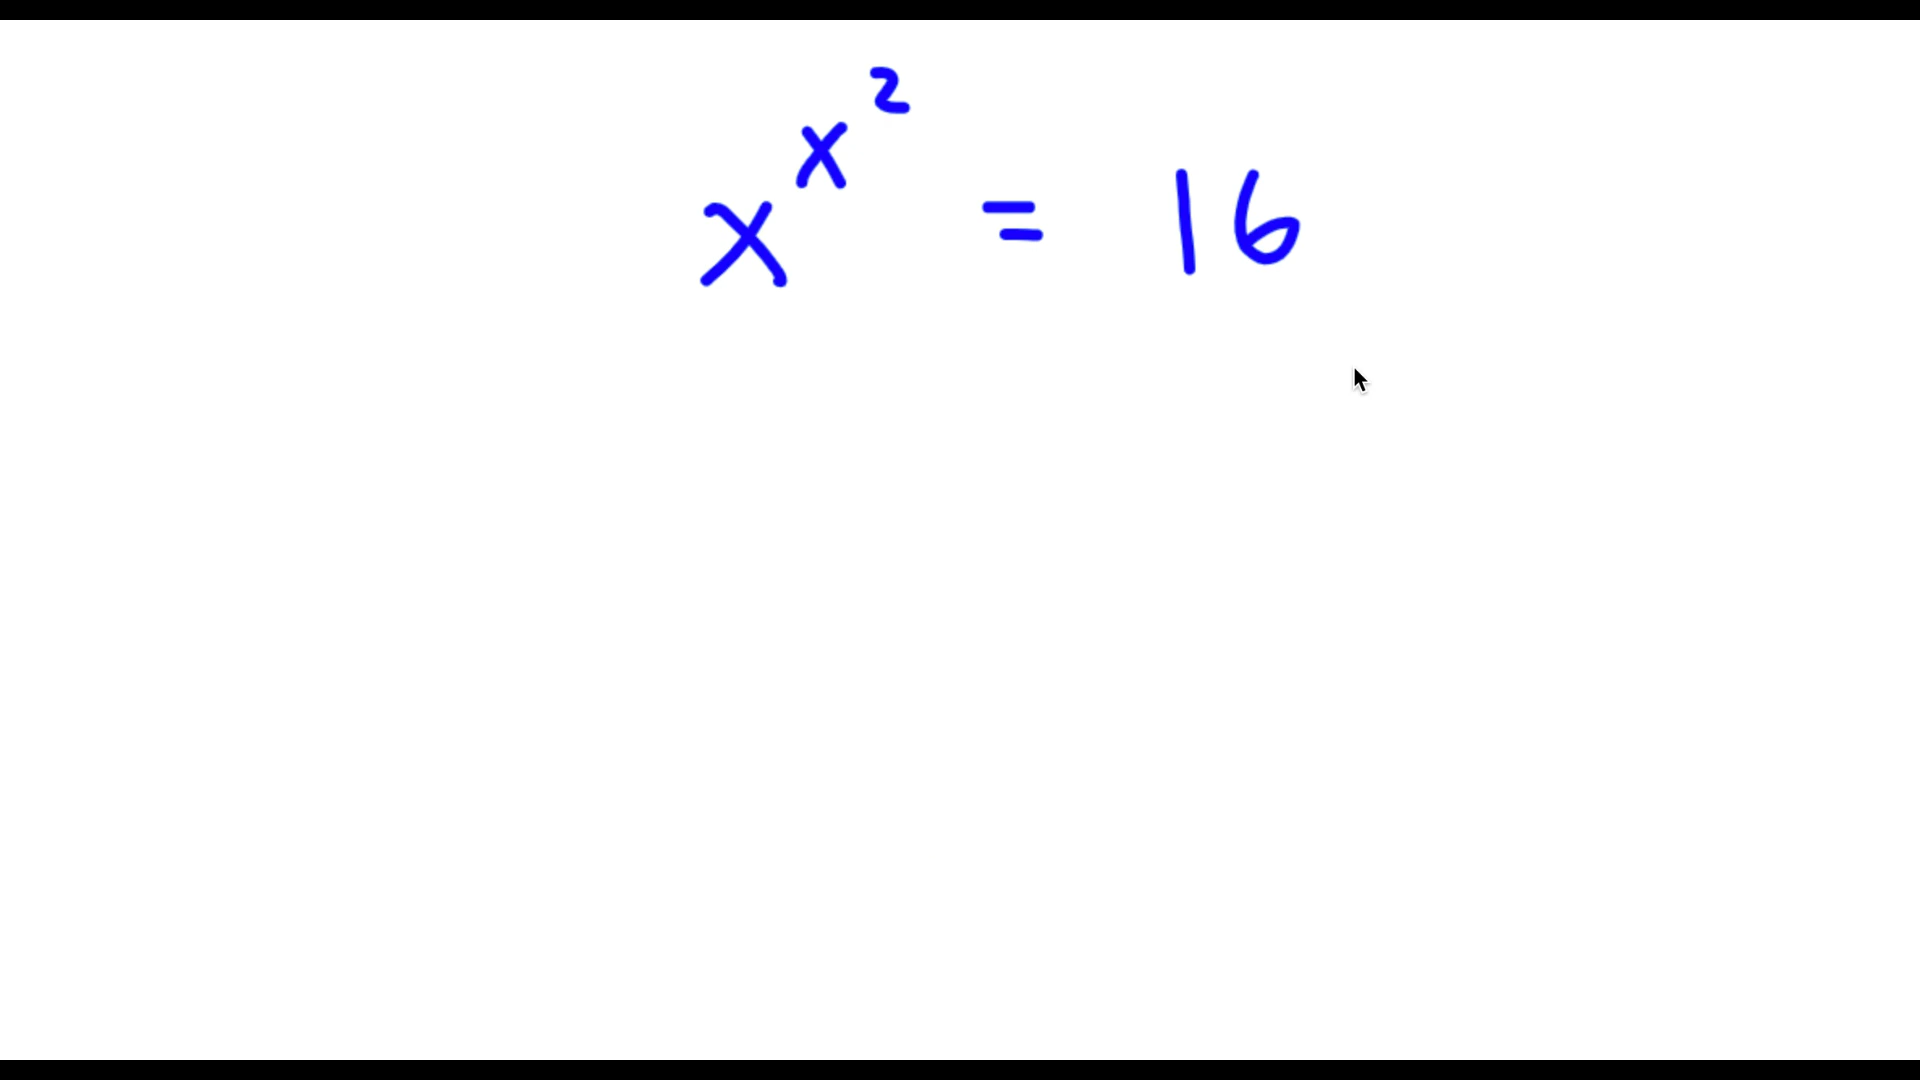 x^{x^2} = 16